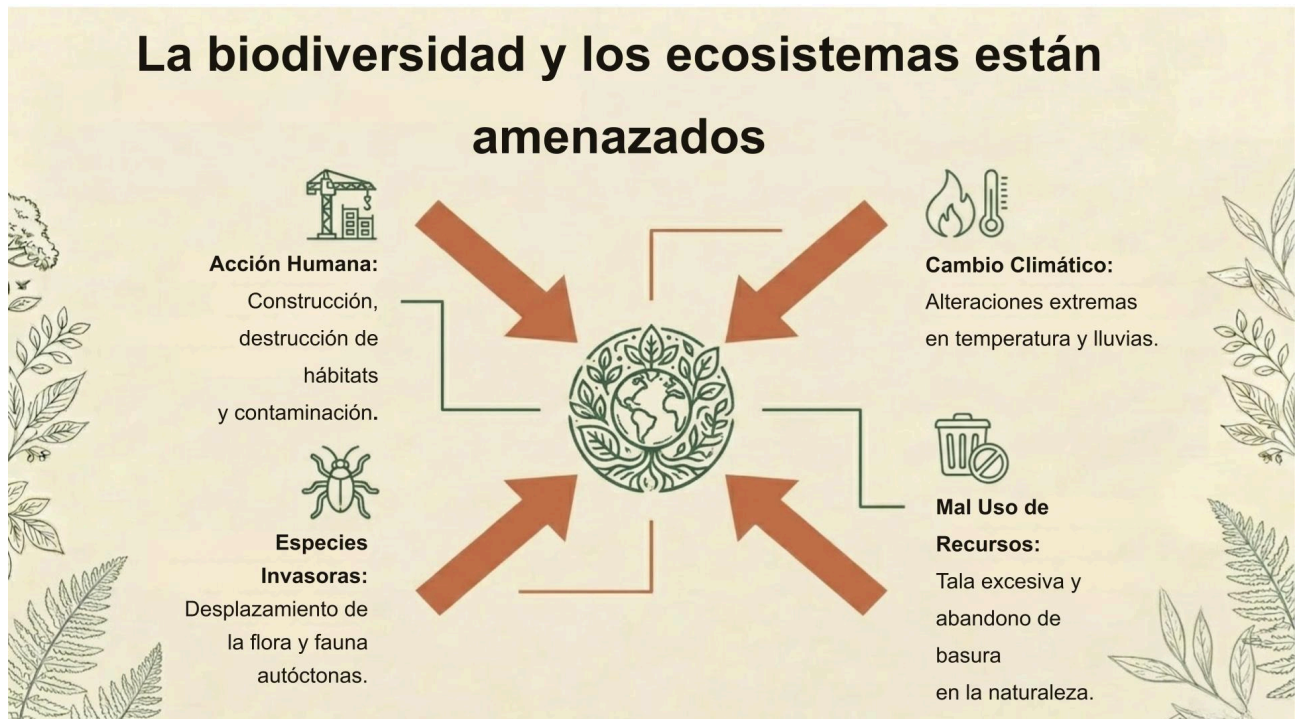 La biodiversidad y los ecosistemas están
amenazados
Acción Humana:
Construcción,
destrucción de
hábitats
y contaminación.
Cambio Climático:
Alteraciones extremas
en temperatura y lluvias.
Especies
Invasoras:
Desplazamiento de
la flora y fauna
autóctonas.
Mal Uso de
Recursos:
Tala excesiva y
abandono de
basura
en la naturaleza.